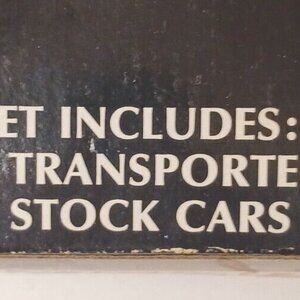 ET INCLUDES:
TRANSPORTE
STOCK CARS